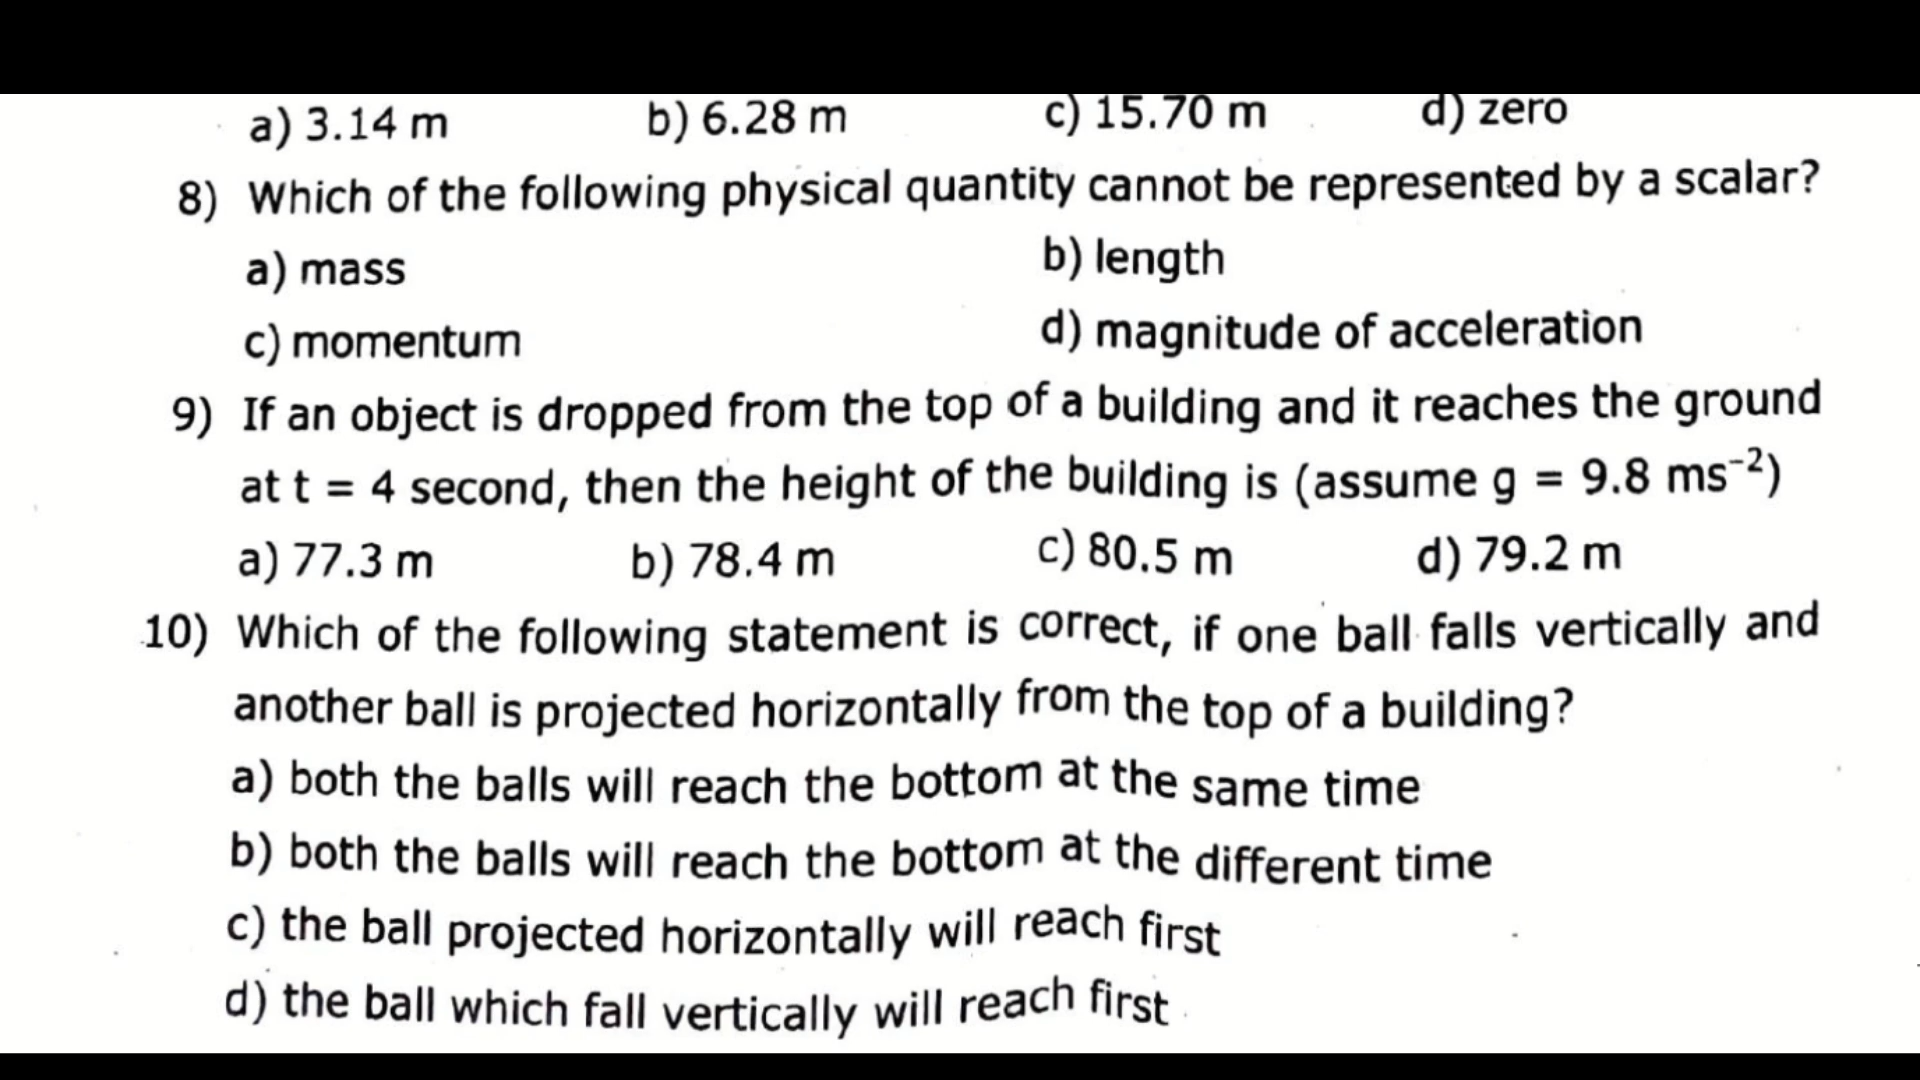 a) 3.14 m b) 6.28 m c) 15.70 m d) zero
8) Which of the following physical quantity cannot be represented by a scalar?
a) mass b) length
c) momentum d) magnitude of acceleration
9) If an object is dropped from the top of a building and it reaches the ground
at t = 4 second, then the height of the building is (assume g = 9.8 ms⁻²)
a) 77.3 m b) 78.4 m c) 80.5 m d) 79.2 m
10) Which of the following statement is correct, if one ball falls vertically and
another ball is projected horizontally from the top of a building?
a) both the balls will reach the bottom at the same time
b) both the balls will reach the bottom at the different time
c) the ball projected horizontally will reach first
d) the ball which fall vertically will reach first